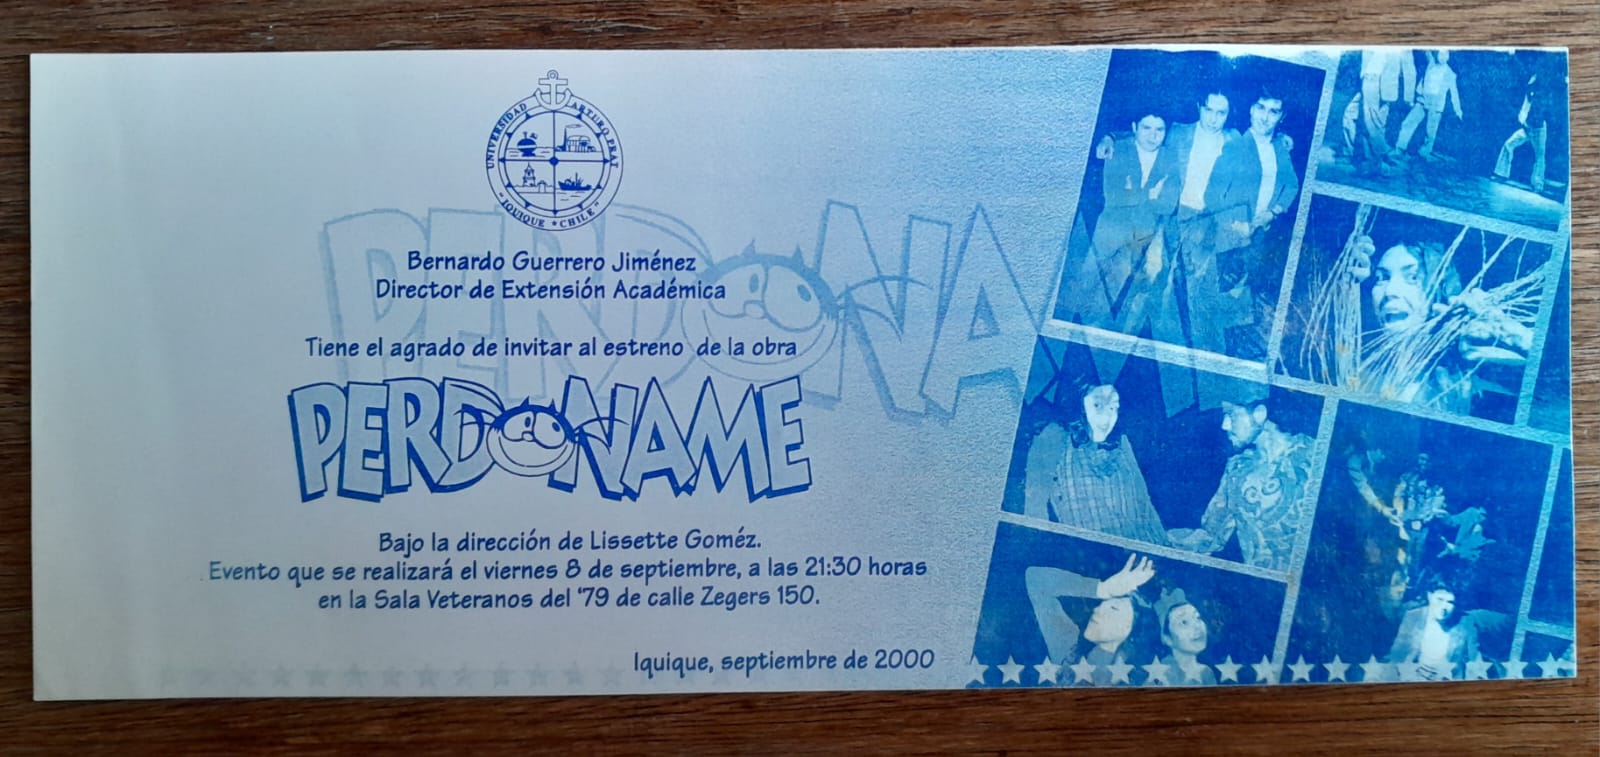 UNIVERSIDAD ARTURO PRAT
* IQUIQUE * CHILE *
Bernardo Guerrero Jiménez
Director de Extensión Académica
Tiene el agrado de invitar al estreno de la obra
PERDONAME
PERDONAME
Bajo la dirección de Lissette Goméz.
Evento que se realizará el viernes 8 de septiembre, a las 21:30 horas
en la Sala Veteranos del '79 de calle Zegers 150.
Iquique, septiembre de 2000